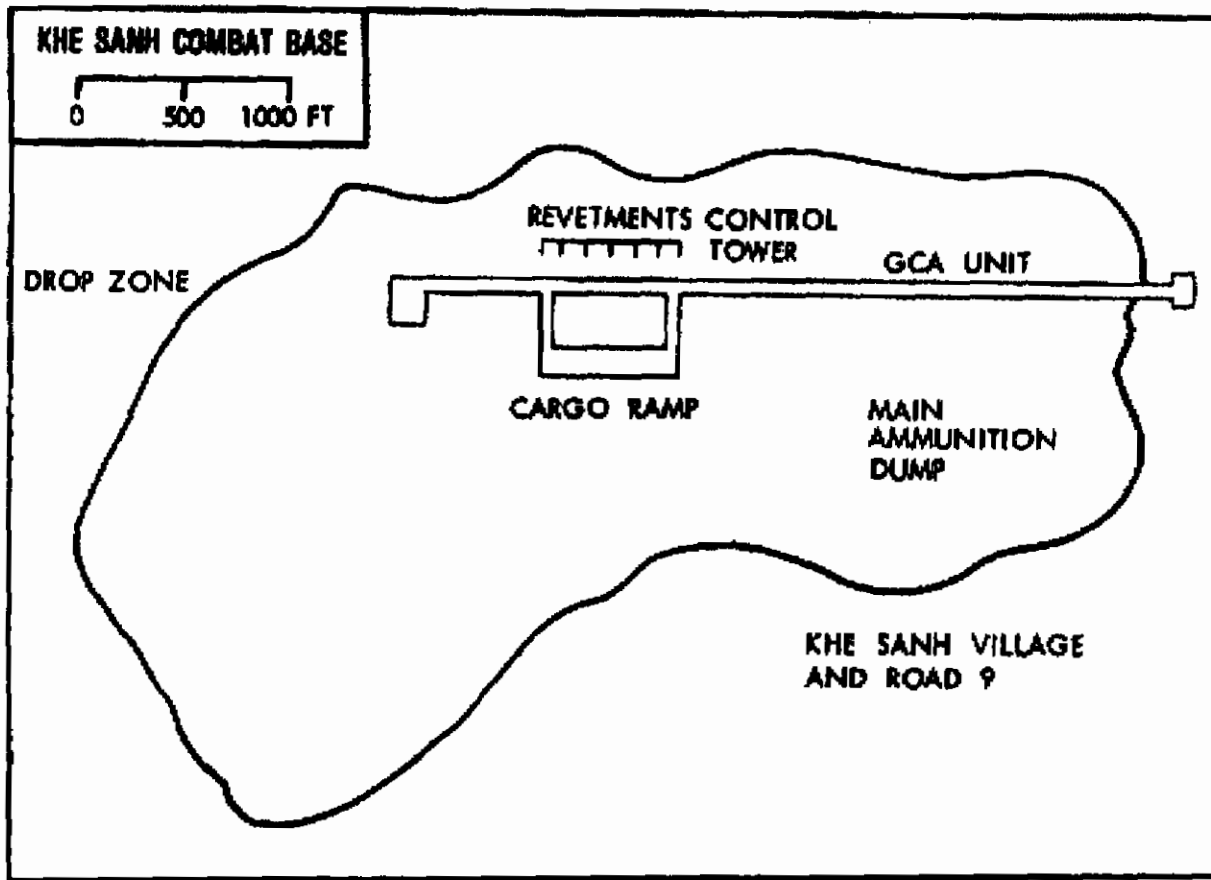 KHE SANH COMBAT BASE
0 500 1000 FT
REVETMENTS CONTROL
TOWER
DROP ZONE
GCA UNIT
CARGO RAMP
MAIN
AMMUNITION
DUMP
KHE SANH VILLAGE
AND ROAD 9